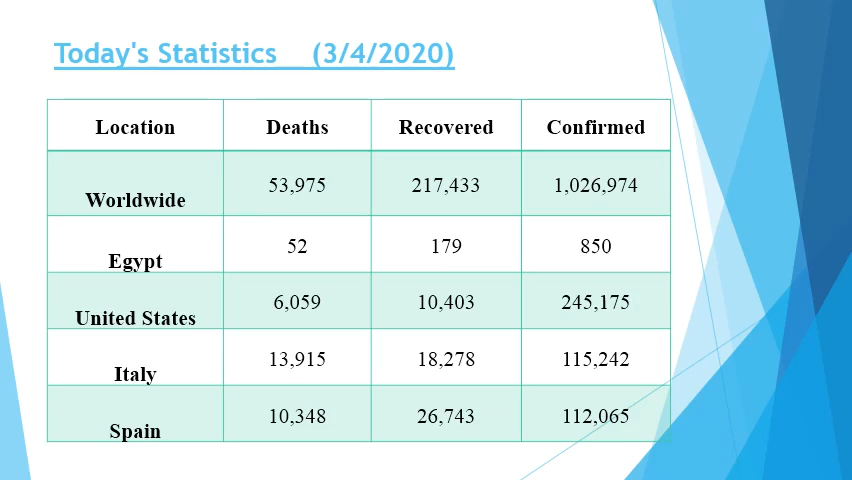 Today's Statistics (3/4/2020)
Location Deaths Recovered Confirmed
Worldwide 53,975 217,433 1,026,974
Egypt 52 179 850
United States 6,059 10,403 245,175
Italy 13,915 18,278 115,242
Spain 10,348 26,743 112,065